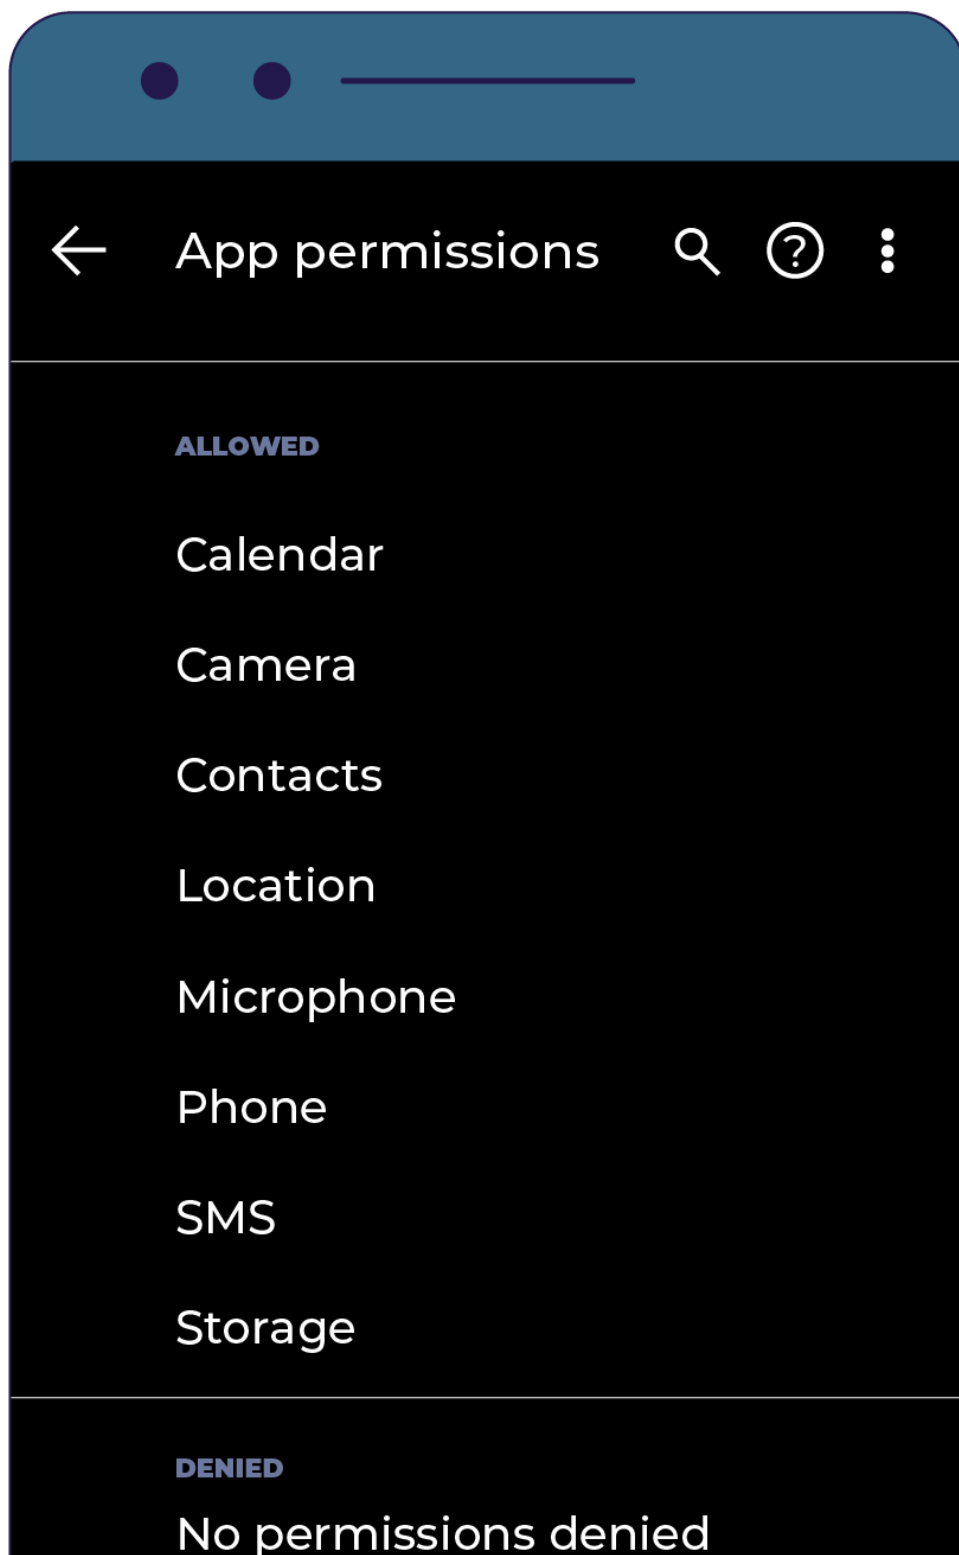 App permissions
ALLOWED
Calendar
Camera
Contacts
Location
Microphone
Phone
SMS
Storage
DENIED
No permissions denied